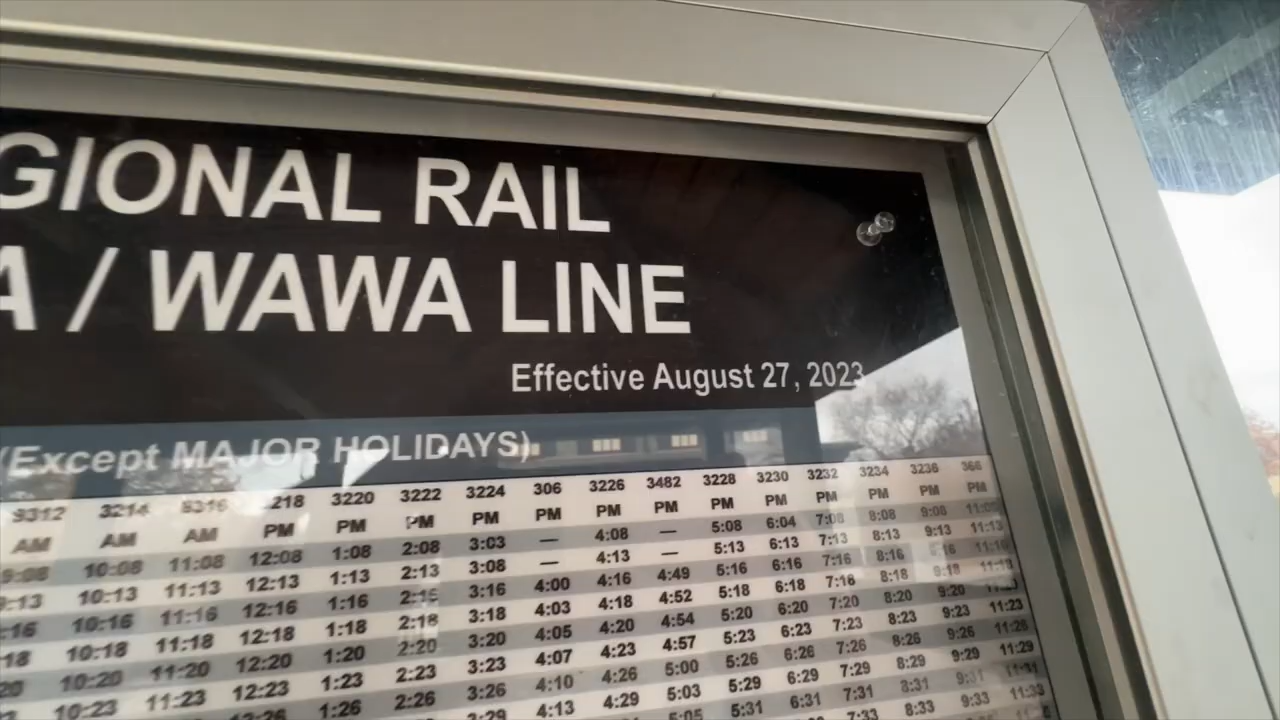 GIONAL RAIL
A / WAWA LINE
Effective August 27, 2023
(Except MAJOR HOLIDAYS)
9312 3214 5316 218 3220 3222 3224 306 3226 3482 3228 3230 3232 3234 3236 366
AM AM AM PM PM PM PM PM PM PM PM PM PM PM PM PM
9:08 10:08 11:08 12:08 1:08 2:08 3:03 — 4:08 — 5:08 6:04 7:08 8:08 9:08 11:08
9:13 10:13 11:13 12:13 1:13 2:13 3:08 — 4:13 — 5:13 6:13 7:13 8:13 9:13 11:13
:16 10:16 11:16 12:16 1:16 2:16 3:16 4:00 4:16 4:49 5:16 6:16 7:16 8:16 :16 11:16
:18 10:18 11:18 12:18 1:18 2:18 3:18 4:03 4:18 4:52 5:18 6:18 7:18 8:18 9:18
20 10:20 11:20 12:20 1:20 2:20 3:20 4:05 4:20 4:54 5:20 6:20 7:20 8:20 9:20
10:23 11:23 12:23 1:23 2:23 3:23 4:07 4:23 4:57 5:23 6:23 7:23 8:23 9:23 11:23
12:26 1:26 2:26 3:26 4:10 4:26 5:00 5:26 6:26 7:26 8:26 9:26 11:26
3:29 4:13 4:29 5:03 5:29 6:29 7:29 8:29 9:29 11:29
5:05 5:31 6:31 7:31 8:31 9:31 11:31
7:33 8:33 9:33 11:33